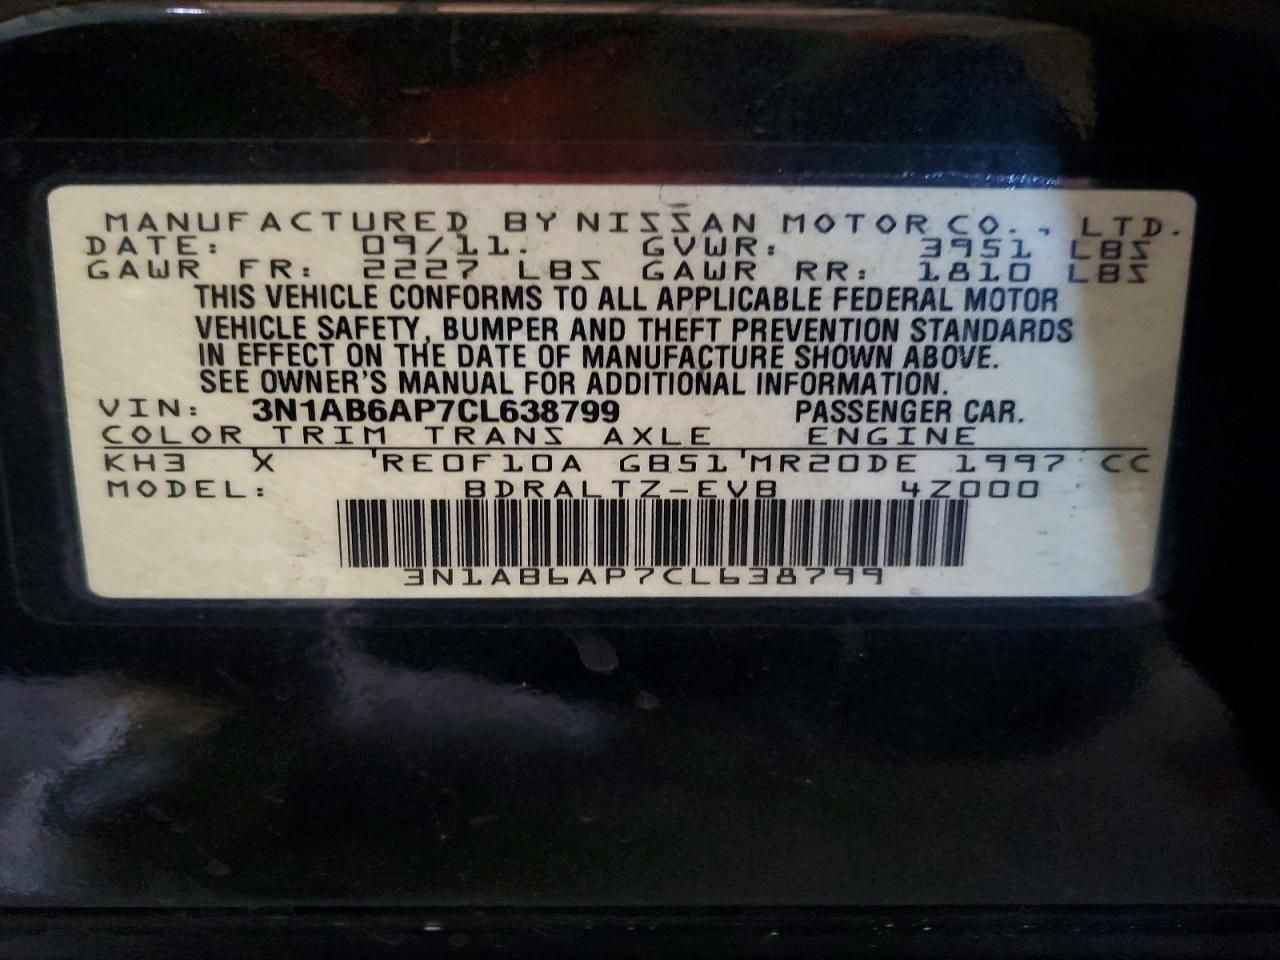 MANUFACTURED BY NISSAN MOTOR CO., LTD.
DATE: 09/11. GVWR: 3951 LBS
GAWR FR: 2227 LBS GAWR RR: 1810 LBS
THIS VEHICLE CONFORMS TO ALL APPLICABLE FEDERAL MOTOR
VEHICLE SAFETY, BUMPER AND THEFT PREVENTION STANDARDS
IN EFFECT ON THE DATE OF MANUFACTURE SHOWN ABOVE.
SEE OWNER'S MANUAL FOR ADDITIONAL INFORMATION.
VIN: 3N1AB6AP7CL638799 PASSENGER CAR.
COLOR TRIM TRANS AXLE ENGINE
KH3 X 'RE0F10A GB51'MR20DE 1997 CC
MODEL: BDRALTZ-EVB 4Z000
3N1AB6AP7CL638799